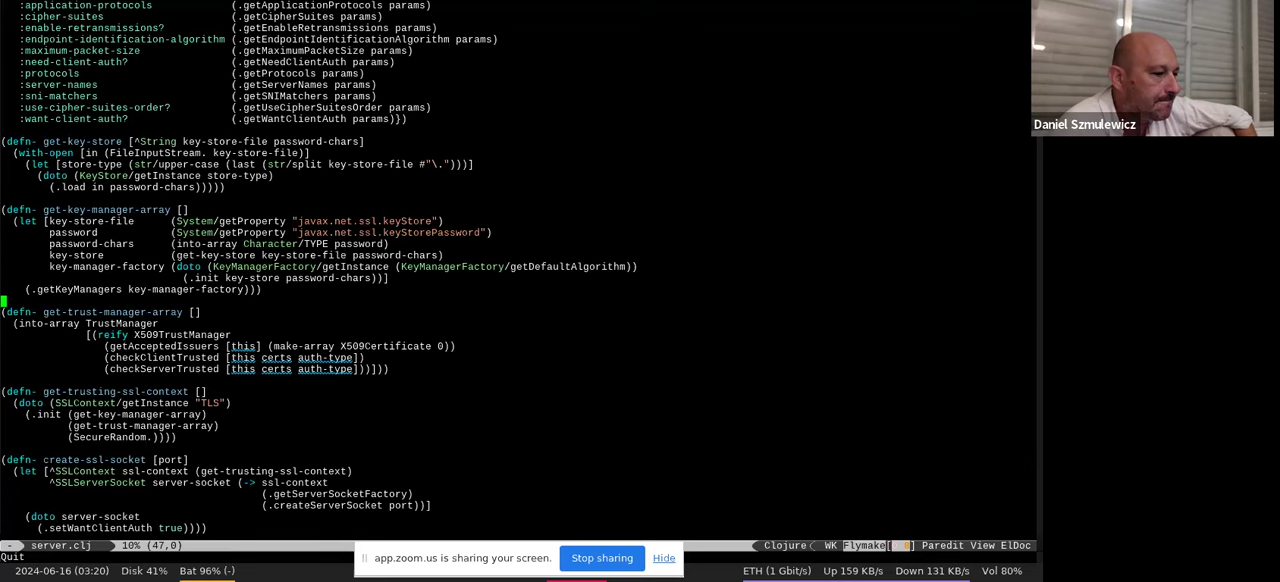 :application-protocols (.getApplicationProtocols params)
:cipher-suites (.getCipherSuites params)
:enable-retransmissions? (.getEnableRetransmissions params)
:endpoint-identification-algorithm (.getEndpointIdentificationAlgorithm params)
:maximum-packet-size (.getMaximumPacketSize params)
:need-client-auth? (.getNeedClientAuth params)
:protocols (.getProtocols params)
:server-names (.getServerNames params)
:sni-matchers (.getSNIMatchers params)
:use-cipher-suites-order? (.getUseCipherSuitesOrder params)
:want-client-auth? (.getWantClientAuth params)})
(defn- get-key-store [^String key-store-file password-chars]
(with-open [in (FileInputStream. key-store-file)]
(let [store-type (str/upper-case (last (str/split key-store-file #"\.")))]
(doto (KeyStore/getInstance store-type)
(.load in password-chars)))))
(defn- get-key-manager-array []
(let [key-store-file (System/getProperty "javax.net.ssl.keyStore")
password (System/getProperty "javax.net.ssl.keyStorePassword")
password-chars (into-array Character/TYPE password)
key-store (get-key-store key-store-file password-chars)
key-manager-factory (doto (KeyManagerFactory/getInstance (KeyManagerFactory/getDefaultAlgorithm))
(.init key-store password-chars))]
(.getKeyManagers key-manager-factory)))
(defn- get-trust-manager-array []
(into-array TrustManager
[(reify X509TrustManager
(getAcceptedIssuers [this] (make-array X509Certificate 0))
(checkClientTrusted [this certs auth-type])
(checkServerTrusted [this certs auth-type]))]))
(defn- get-trusting-ssl-context []
(doto (SSLContext/getInstance "TLS")
(.init (get-key-manager-array)
(get-trust-manager-array)
(SecureRandom.))))
(defn- create-ssl-socket [port]
(let [^SSLContext ssl-context (get-trusting-ssl-context)
^SSLServerSocket server-socket (-> ssl-context
(.getServerSocketFactory)
(.createServerSocket port))]
(doto server-socket
(.setWantClientAuth true))))
- server.clj 10% (47,0) Clojure WK Flymake[ 8] Paredit View ElDoc
Quit
app.zoom.us is sharing your screen. Stop sharing Hide
2024-06-16 (03:20) Disk 41% Bat 96% (-) ETH (1 Gbit/s) Up 159 KB/s Down 131 KB/s Vol 80%
Daniel Szmulewicz